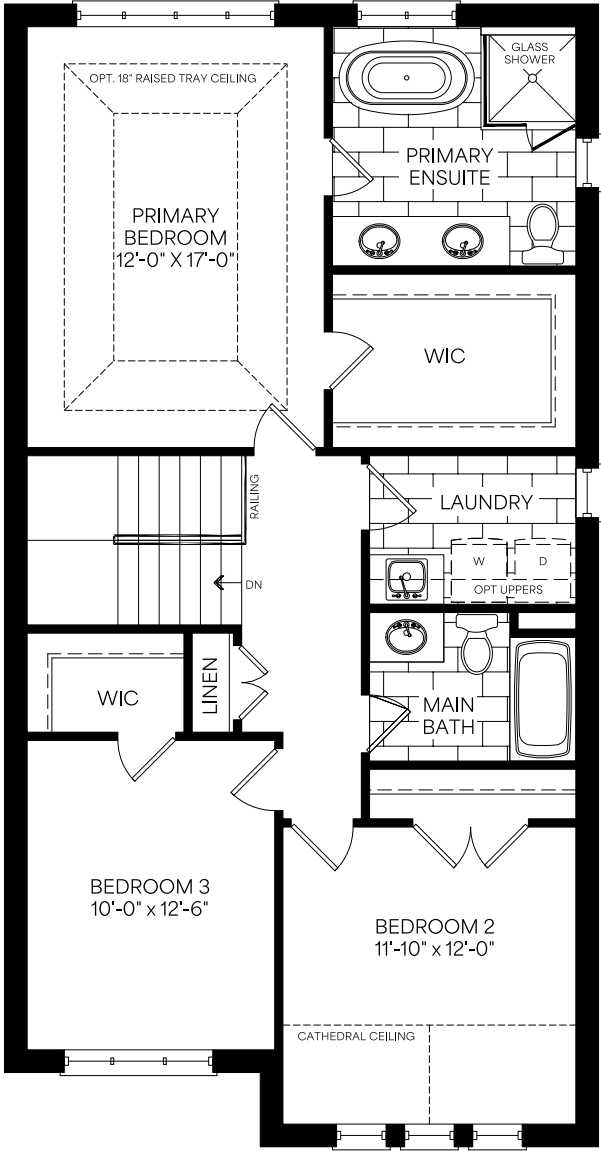 OPT. 18" RAISED TRAY CEILING
GLASS
SHOWER
PRIMARY
ENSUITE
PRIMARY
BEDROOM
12'-0" X 17'-0"
WIC
RAILING
LAUNDRY
W
D
DN
OPT UPPERS
LINEN
WIC
MAIN
BATH
BEDROOM 3
10'-0" x 12'-6"
BEDROOM 2
11'-10" x 12'-0"
CATHEDRAL CEILING